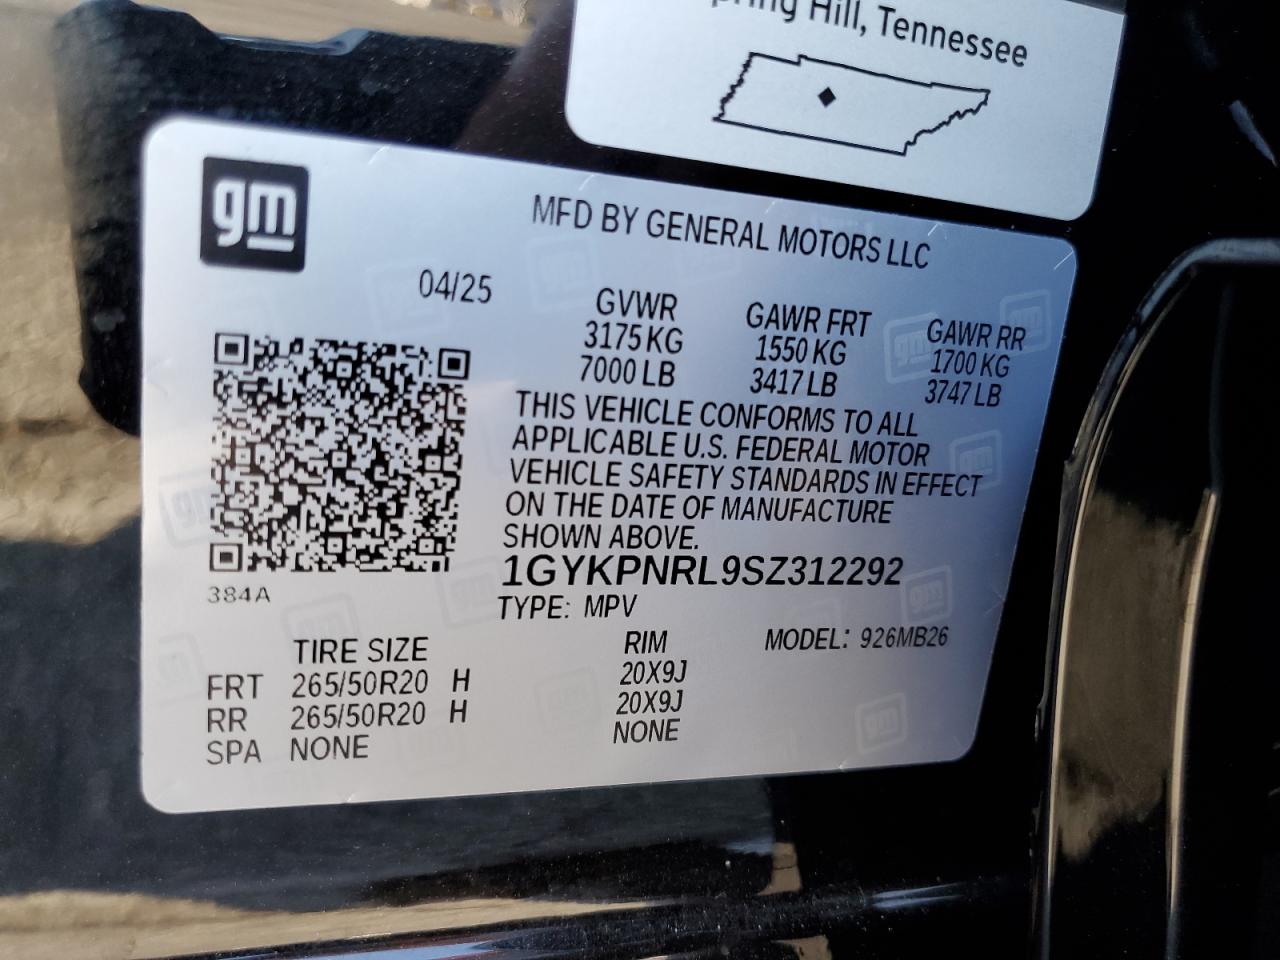 Hill, Tennessee
gm
MFD BY GENERAL MOTORS LLC
04/25
GVWR GAWR FRT GAWR RR
3175 KG 1550 KG 1700 KG
7000 LB 3417 LB 3747 LB
THIS VEHICLE CONFORMS TO ALL
APPLICABLE U.S. FEDERAL MOTOR
VEHICLE SAFETY STANDARDS IN EFFECT
ON THE DATE OF MANUFACTURE
SHOWN ABOVE.
1GYKPNRL9SZ312292
384A
TYPE: MPV
TIRE SIZE RIM MODEL: 926MB26
FRT 265/50R20 H 20X9J
RR 265/50R20 H 20X9J
SPA NONE NONE